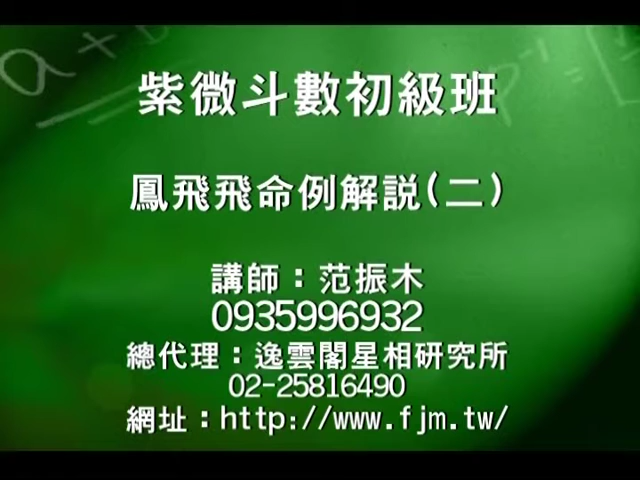 紫微斗數初級班
鳳飛飛命例解說(二)
講師：范振木
0935996932
總代理：逸雲閣星相研究所
02-25816490
網址：http://www.fjm.tw/